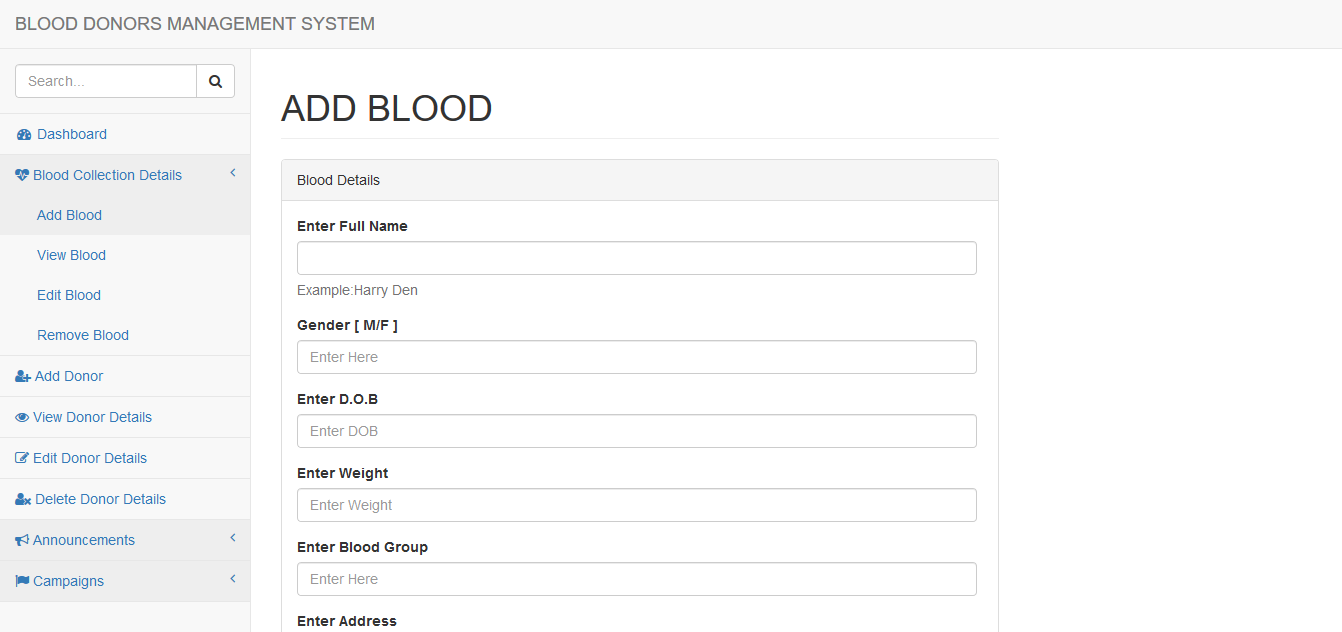 BLOOD DONORS MANAGEMENT SYSTEM
Search...
Dashboard
Blood Collection Details
Add Blood
View Blood
Edit Blood
Remove Blood
Add Donor
View Donor Details
Edit Donor Details
Delete Donor Details
Announcements
Campaigns
ADD BLOOD
Blood Details
Enter Full Name
Example:Harry Den
Gender [ M/F ]
Enter Here
Enter D.O.B
Enter DOB
Enter Weight
Enter Weight
Enter Blood Group
Enter Here
Enter Address